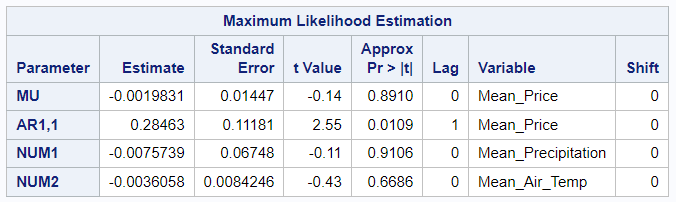 Maximum Likelihood Estimation
Parameter Estimate Standard Error t Value Approx Pr > |t| Lag Variable Shift
MU -0.0019831 0.01447 -0.14 0.8910 0 Mean_Price 0
AR1,1 0.28463 0.11181 2.55 0.0109 1 Mean_Price 0
NUM1 -0.0075739 0.06748 -0.11 0.9106 0 Mean_Precipitation 0
NUM2 -0.0036058 0.0084246 -0.43 0.6686 0 Mean_Air_Temp 0